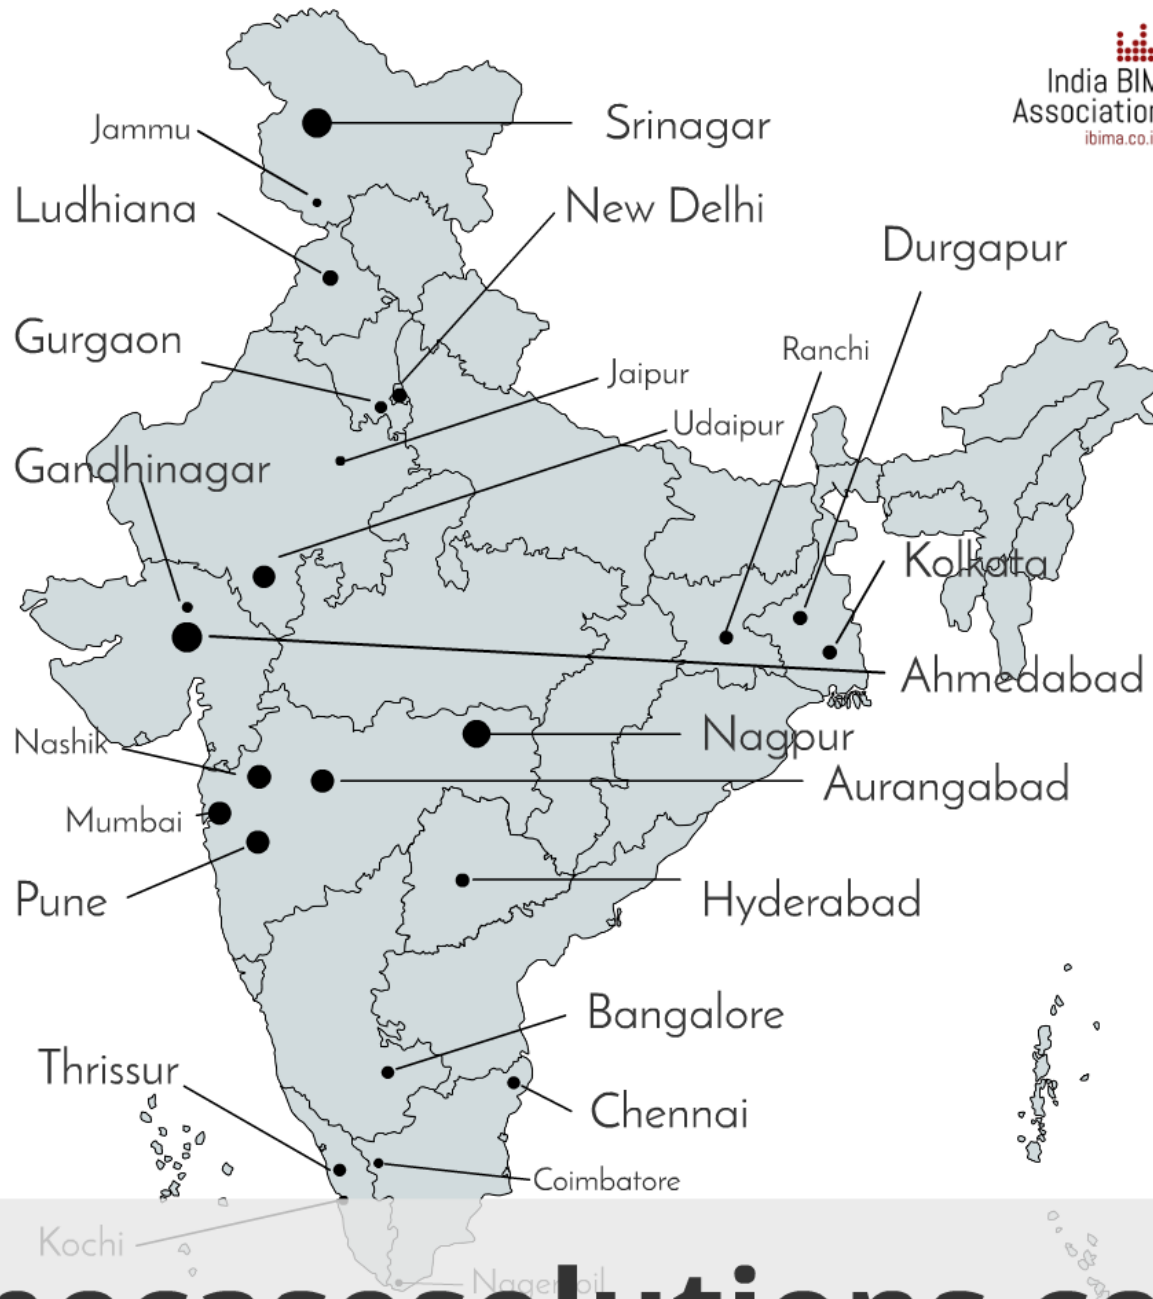 India BIM
Association
ibima.co.i
Jammu
Srinagar
Ludhiana
New Delhi
Durgapur
Gurgaon
Ranchi
Jaipur
Udaipur
Gandhinagar
Kolkata
Ahmedabad
Nashik
Nagpur
Aurangabad
Mumbai
Pune
Hyderabad
Bangalore
Thrissur
Chennai
Coimbatore
Kochi